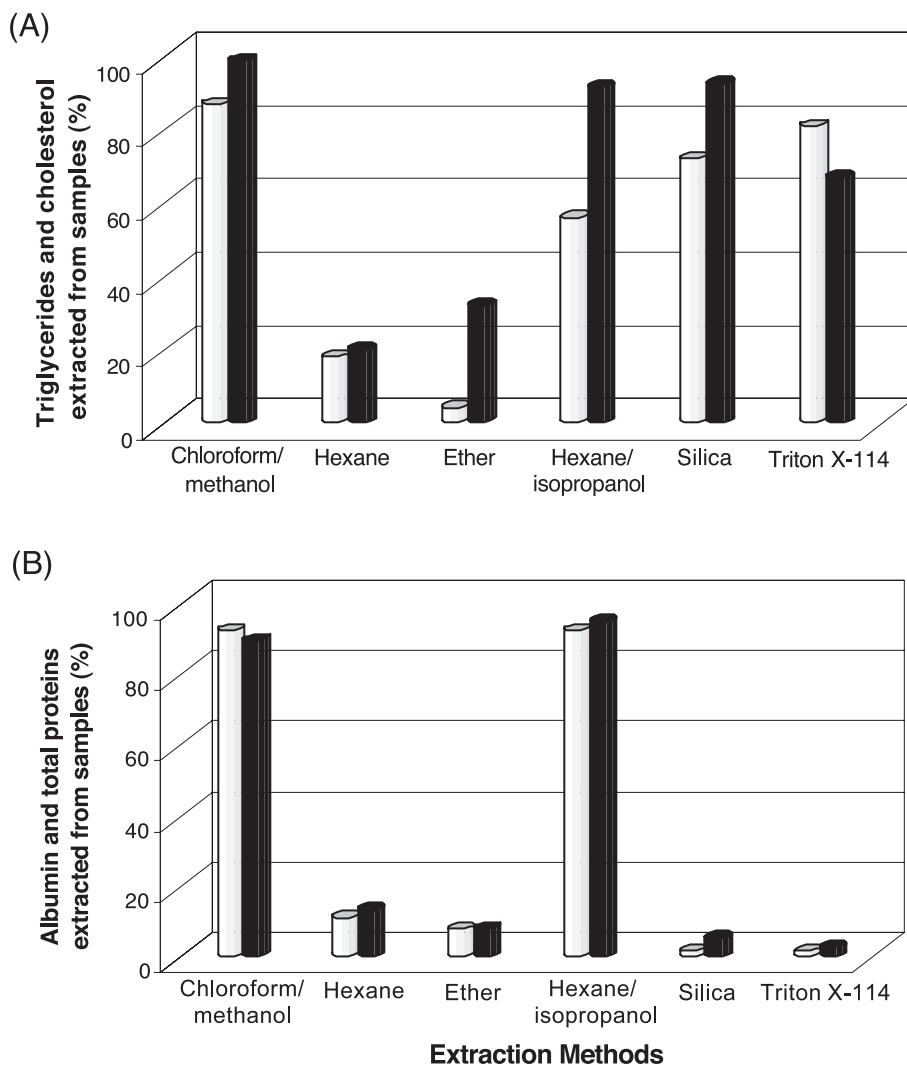 (A)
Triglycerides and cholesterol
extracted from samples (%)
100
80
60
40
20
0
Chloroform/
methanol
Hexane
Ether
Hexane/
isopropanol
Silica
Triton X-114
(B)
Albumin and total proteins
extracted from samples (%)
100
80
60
40
20
0
Chloroform/
methanol
Hexane
Ether
Hexane/
isopropanol
Silica
Triton X-114
Extraction Methods